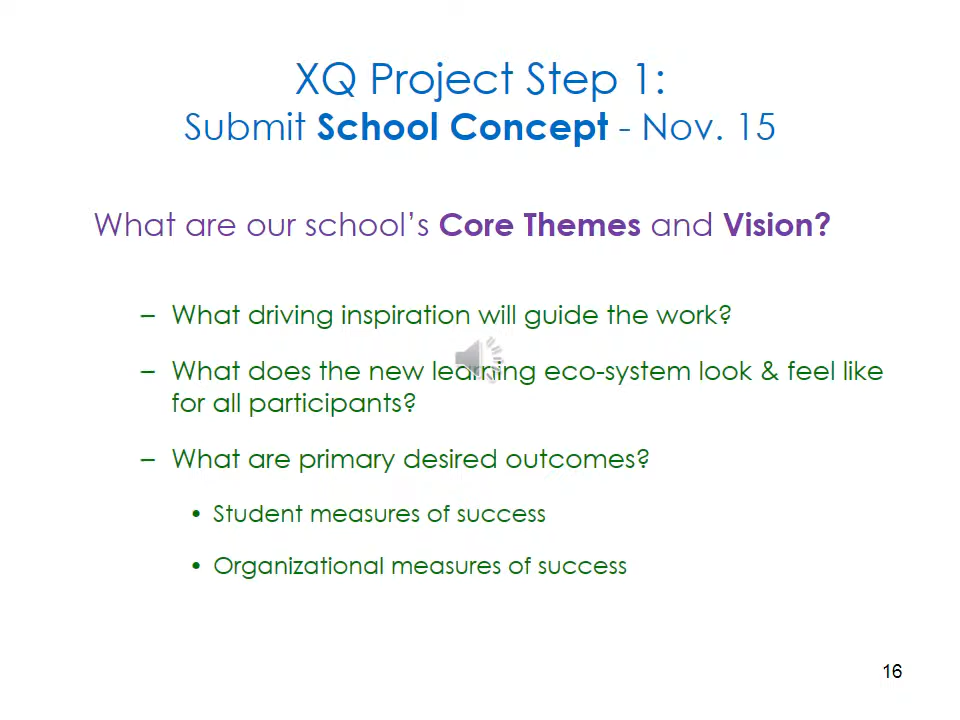 XQ Project Step 1:
Submit School Concept - Nov. 15
What are our school's Core Themes and Vision?
– What driving inspiration will guide the work?
– What does the new learning eco-system look & feel like
for all participants?
– What are primary desired outcomes?
• Student measures of success
• Organizational measures of success
16